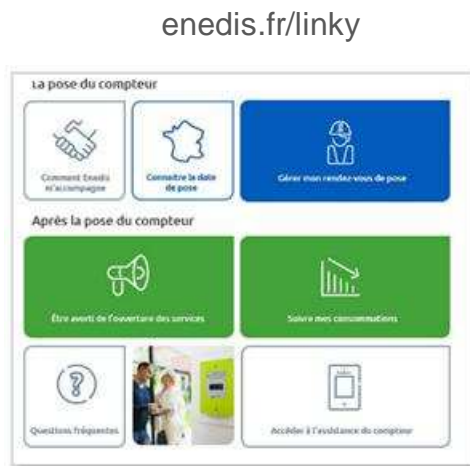 enedis.fr/linky
La pose du compteur
Comment Enedis
m'accompagne
Connaitre la date
de pose
Gérer mon rendez-vous de pose
Après la pose du compteur
Être averti de l'ouverture des services
Suivre mes consommations
Questions fréquentes
Accéder à l'assistance du compteur